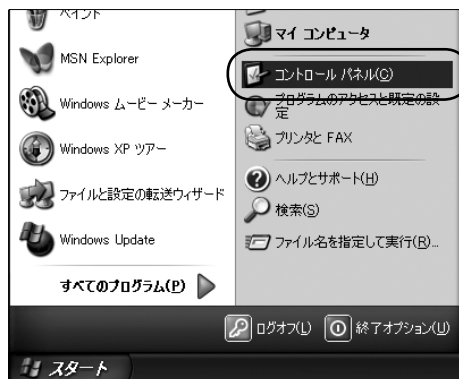 ペイント
MSN Explorer
Windows ムービー メーカー
Windows XP ツアー
ファイルと設定の転送ウィザード
Windows Update
すべてのプログラム(P)
マイ コンピュータ
コントロール パネル(C)
プログラムのアクセスと既定の設
定
プリンタと FAX
ヘルプとサポート(H)
検索(S)
ファイル名を指定して実行(R)...
ログオフ(L)
終了オプション(U)
スタート